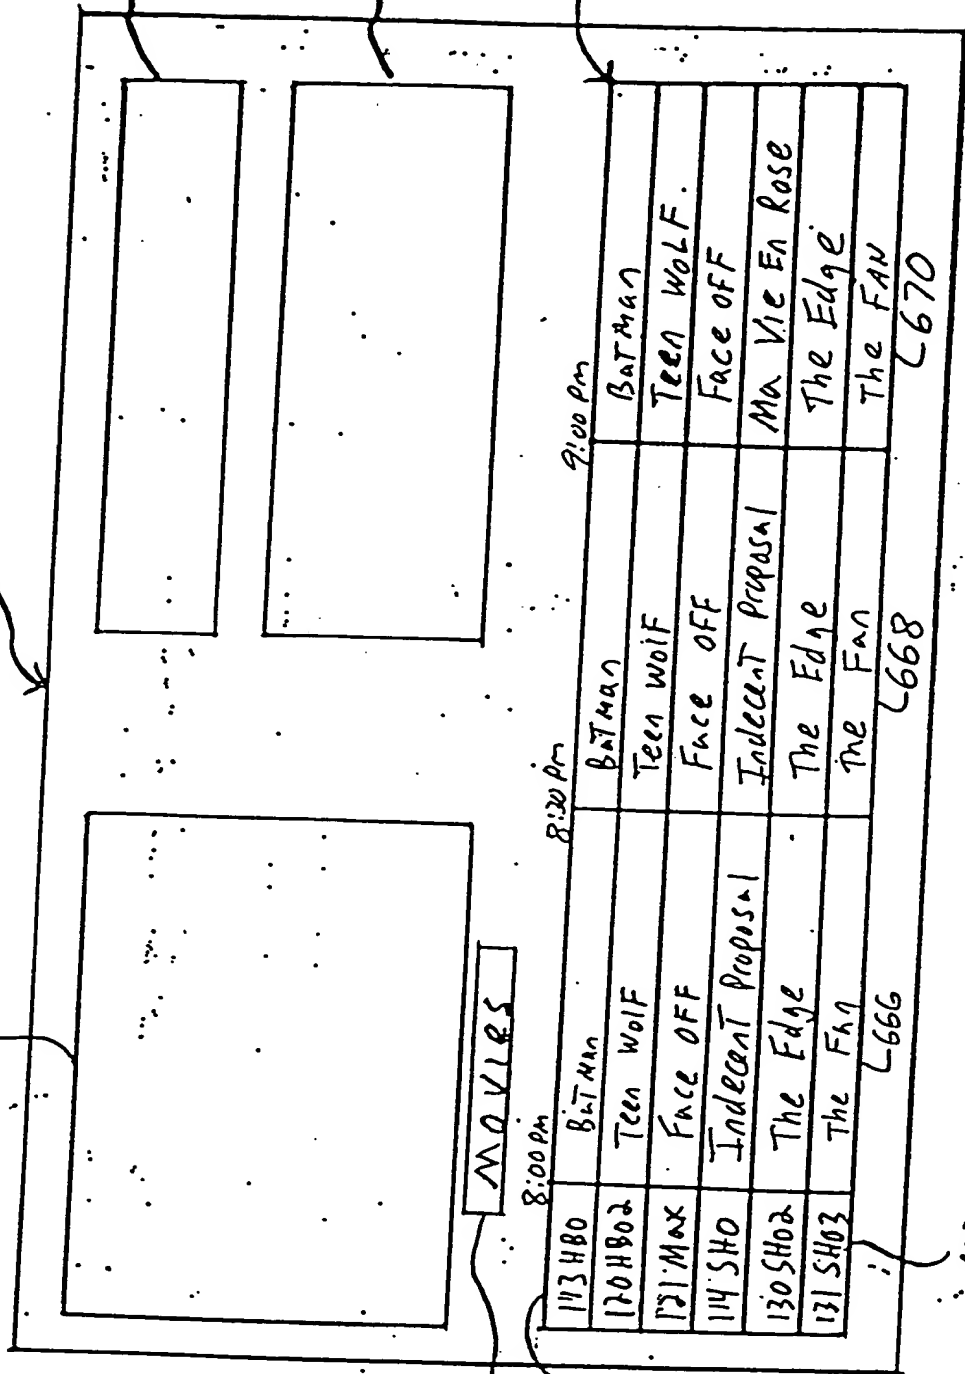 MOVIES
8:00 PM 8:30 PM 9:00 PM
113 HBO BatMan BatMan BatMan
120 HBO2 Teen Wolf Teen Wolf Teen WoLF.
121 Max Face OFF Face OFF Face OFF
114 SHO Indecent Proposal Indecent Proposal Ma Vie En Rose
130 SHO2 The Edge The Edge The Edge
131 SHO3 The Fan The Fan The FAN
666 668 670